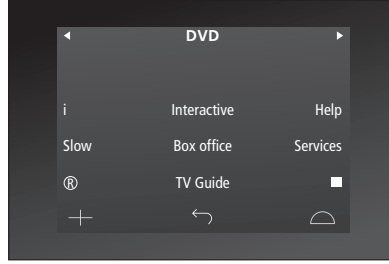 DVD
i Interactive Help
Slow Box office Services
® TV Guide